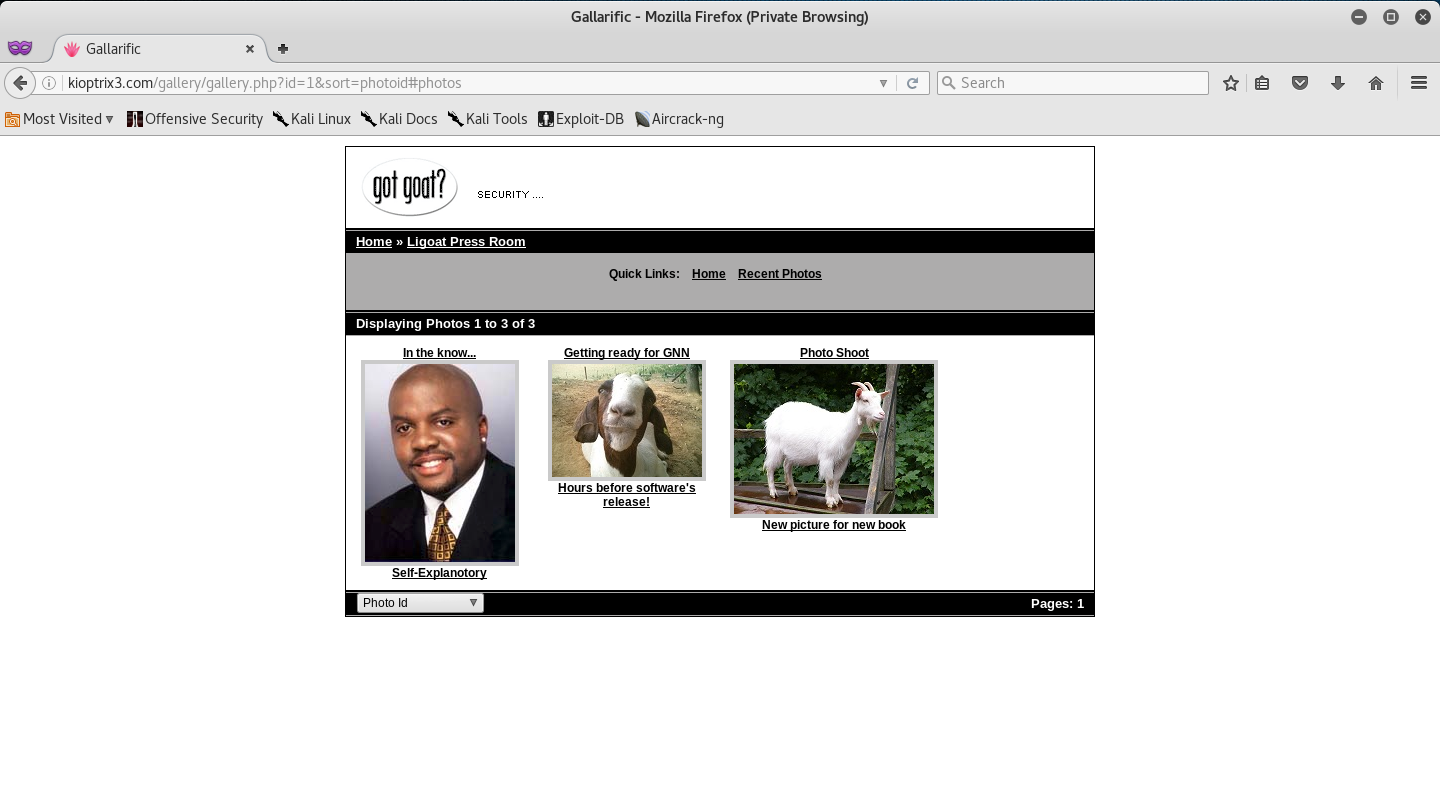 Gallarific - Mozilla Firefox (Private Browsing)
Gallarific
kioptrix3.com/gallery/gallery.php?id=1&sort=photoid#photos
Search
Most Visited
Offensive Security
Kali Linux
Kali Docs
Kali Tools
Exploit-DB
Aircrack-ng
got goat?
SECURITY ....
Home » Ligoat Press Room
Quick Links: Home Recent Photos
Displaying Photos 1 to 3 of 3
In the know...
Self-Explanotory
Getting ready for GNN
Hours before software's
release!
Photo Shoot
New picture for new book
Photo Id
Pages: 1